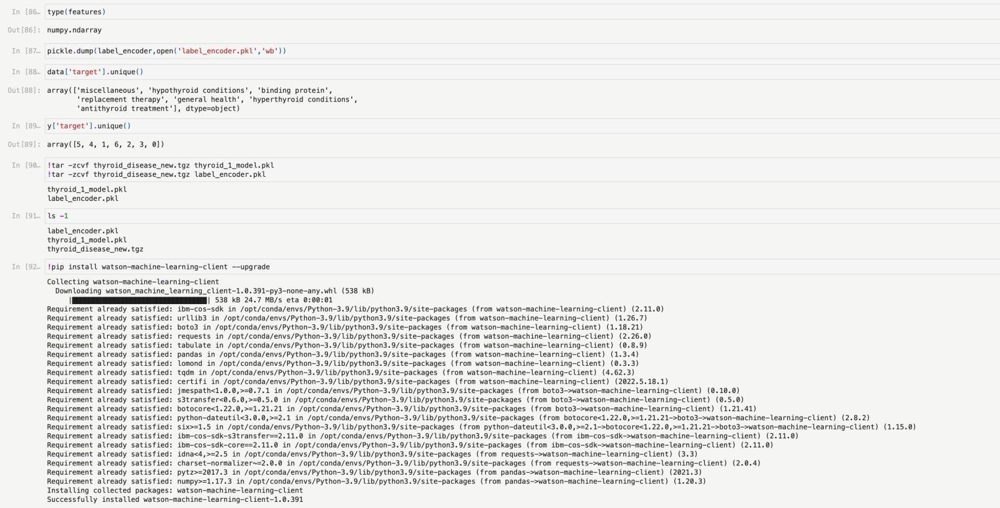 In [86… type(features)
Out[86]: numpy.ndarray
In [87… pickle.dump(label_encoder,open('label_encoder.pkl','wb'))
In [88… data['target'].unique()
Out[88]: array(['miscellaneous', 'hypothyroid conditions', 'binding protein',
'replacement therapy', 'general health', 'hyperthyroid conditions',
'antithyroid treatment'], dtype=object)
In [89… y['target'].unique()
Out[89]: array([5, 4, 1, 6, 2, 3, 0])
In [90… !tar -zcvf thyroid_disease_new.tgz thyroid_1_model.pkl
!tar -zcvf thyroid_disease_new.tgz label_encoder.pkl
thyroid_1_model.pkl
label_encoder.pkl
In [91… ls -1
label_encoder.pkl
thyroid_1_model.pkl
thyroid_disease_new.tgz
In [92… !pip install watson-machine-learning-client --upgrade
Collecting watson-machine-learning-client
Downloading watson_machine_learning_client-1.0.391-py3-none-any.whl (538 kB)
|████████████████████████████████| 538 kB 24.7 MB/s eta 0:00:01
Requirement already satisfied: ibm-cos-sdk in /opt/conda/envs/Python-3.9/lib/python3.9/site-packages (from watson-machine-learning-client) (2.11.0)
Requirement already satisfied: urllib3 in /opt/conda/envs/Python-3.9/lib/python3.9/site-packages (from watson-machine-learning-client) (1.26.7)
Requirement already satisfied: boto3 in /opt/conda/envs/Python-3.9/lib/python3.9/site-packages (from watson-machine-learning-client) (1.18.21)
Requirement already satisfied: requests in /opt/conda/envs/Python-3.9/lib/python3.9/site-packages (from watson-machine-learning-client) (2.26.0)
Requirement already satisfied: tabulate in /opt/conda/envs/Python-3.9/lib/python3.9/site-packages (from watson-machine-learning-client) (0.8.9)
Requirement already satisfied: pandas in /opt/conda/envs/Python-3.9/lib/python3.9/site-packages (from watson-machine-learning-client) (1.3.4)
Requirement already satisfied: lomond in /opt/conda/envs/Python-3.9/lib/python3.9/site-packages (from watson-machine-learning-client) (0.3.3)
Requirement already satisfied: tqdm in /opt/conda/envs/Python-3.9/lib/python3.9/site-packages (from watson-machine-learning-client) (4.62.3)
Requirement already satisfied: certifi in /opt/conda/envs/Python-3.9/lib/python3.9/site-packages (from watson-machine-learning-client) (2022.5.18.1)
Requirement already satisfied: jmespath<1.0.0,>=0.7.1 in /opt/conda/envs/Python-3.9/lib/python3.9/site-packages (from boto3->watson-machine-learning-client) (0.10.0)
Requirement already satisfied: s3transfer<0.6.0,>=0.5.0 in /opt/conda/envs/Python-3.9/lib/python3.9/site-packages (from boto3->watson-machine-learning-client) (0.5.0)
Requirement already satisfied: botocore<1.22.0,>=1.21.21 in /opt/conda/envs/Python-3.9/lib/python3.9/site-packages (from boto3->watson-machine-learning-client) (1.21.41)
Requirement already satisfied: python-dateutil<3.0.0,>=2.1 in /opt/conda/envs/Python-3.9/lib/python3.9/site-packages (from botocore<1.22.0,>=1.21.21->boto3->watson-machine-learning-client) (2.8.2)
Requirement already satisfied: six>=1.5 in /opt/conda/envs/Python-3.9/lib/python3.9/site-packages (from python-dateutil<3.0.0,>=2.1->botocore<1.22.0,>=1.21.21->boto3->watson-machine-learning-client) (1.15.0)
Requirement already satisfied: ibm-cos-sdk-s3transfer==2.11.0 in /opt/conda/envs/Python-3.9/lib/python3.9/site-packages (from ibm-cos-sdk->watson-machine-learning-client) (2.11.0)
Requirement already satisfied: ibm-cos-sdk-core==2.11.0 in /opt/conda/envs/Python-3.9/lib/python3.9/site-packages (from ibm-cos-sdk->watson-machine-learning-client) (2.11.0)
Requirement already satisfied: idna<4,>=2.5 in /opt/conda/envs/Python-3.9/lib/python3.9/site-packages (from requests->watson-machine-learning-client) (3.3)
Requirement already satisfied: charset-normalizer~=2.0.0 in /opt/conda/envs/Python-3.9/lib/python3.9/site-packages (from requests->watson-machine-learning-client) (2.0.4)
Requirement already satisfied: pytz>=2017.3 in /opt/conda/envs/Python-3.9/lib/python3.9/site-packages (from pandas->watson-machine-learning-client) (2021.3)
Requirement already satisfied: numpy>=1.17.3 in /opt/conda/envs/Python-3.9/lib/python3.9/site-packages (from pandas->watson-machine-learning-client) (1.20.3)
Installing collected packages: watson-machine-learning-client
Successfully installed watson-machine-learning-client-1.0.391